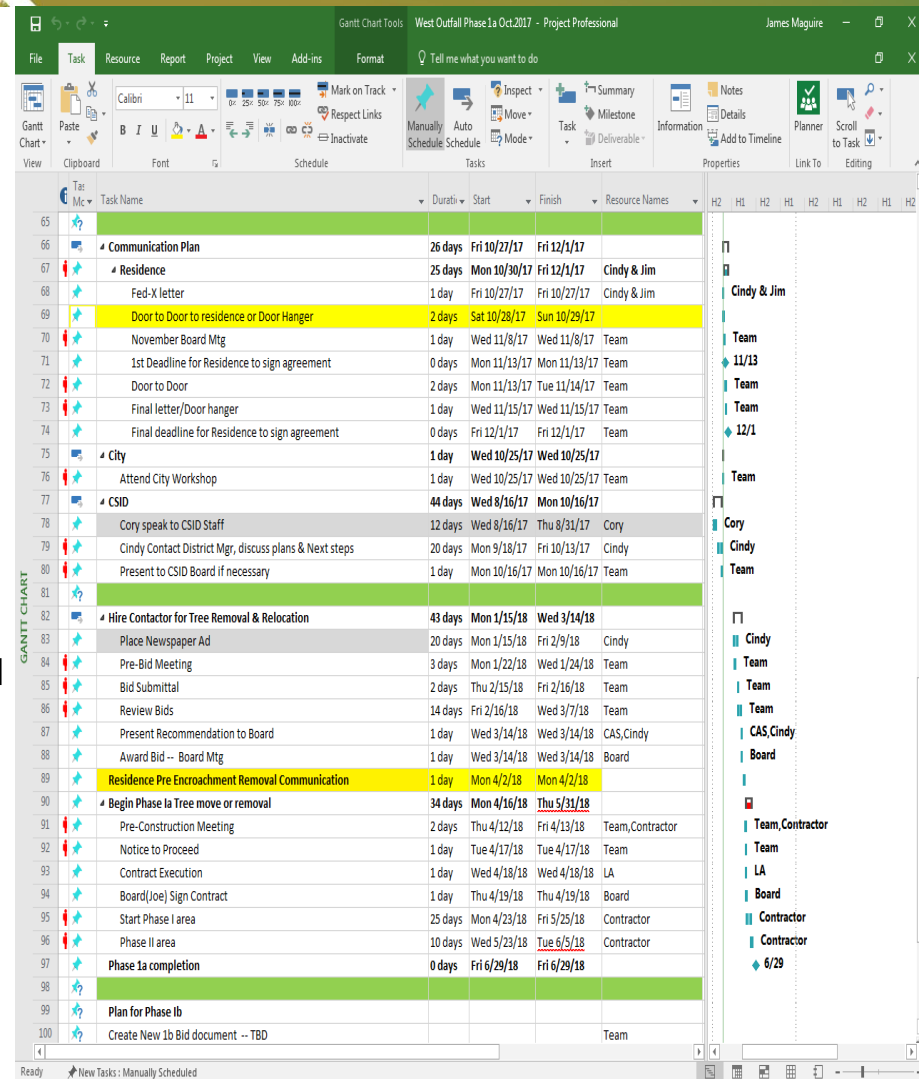 Gantt Chart Tools West Outfall Phase 1a Oct.2017 - Project Professional James Maguire
File Task Resource Report Project View Add-ins Format Tell me what you want to do
Gantt Chart Paste Calibri 11 B I U A 0% 25% 50% 75% 100% Mark on Track Respect Links Inactivate Manually Schedule Auto Schedule Inspect Move Mode Task Summary Milestone Deliverable Information Notes Details Add to Timeline Planner Scroll to Task
View Clipboard Font Schedule Tasks Insert Properties Link To Editing
Task Name Start Finish Resource Names H2 H1 H2 H1 H2 H1 H2 H1 H2
65
66 Communication Plan 26 days Fri 10/27/17 Fri 12/1/17
67 Residence 25 days Mon 10/30/17 Fri 12/1/17 Cindy & Jim
68 Fed-X letter 1 day Fri 10/27/17 Fri 10/27/17 Cindy & Jim Cindy & Jim
69 Door to Door to residence or Door Hanger 2 days Sat 10/28/17 Sun 10/29/17
70 November Board Mtg 1 day Wed 11/8/17 Wed 11/8/17 Team Team
71 1st Deadline for Residence to sign agreement 0 days Mon 11/13/17 Mon 11/13/17 Team 11/13
72 Door to Door 2 days Mon 11/13/17 Tue 11/14/17 Team Team
73 Final letter/Door hanger 1 day Wed 11/15/17 Wed 11/15/17 Team Team
74 Final deadline for Residence to sign agreement 0 days Fri 12/1/17 Fri 12/1/17 Team 12/1
75 City 1 day Wed 10/25/17 Wed 10/25/17
76 Attend City Workshop 1 day Wed 10/25/17 Wed 10/25/17 Team Team
77 CSID 44 days Wed 8/16/17 Mon 10/16/17
78 Cory speak to CSID Staff 12 days Wed 8/16/17 Thu 8/31/17 Cory Cory
79 Cindy Contact District Mgr, discuss plans & Next steps 20 days Mon 9/18/17 Fri 10/13/17 Cindy Cindy
80 Present to CSID Board if necessary 1 day Mon 10/16/17 Mon 10/16/17 Team Team
81
82 Hire Contactor for Tree Removal & Relocation 43 days Mon 1/15/18 Wed 3/14/18
83 Place Newspaper Ad 20 days Mon 1/15/18 Fri 2/9/18 Cindy Cindy
84 Pre-Bid Meeting 3 days Mon 1/22/18 Wed 1/24/18 Team Team
85 Bid Submittal 2 days Thu 2/15/18 Fri 2/16/18 Team Team
86 Review Bids 14 days Fri 2/16/18 Wed 3/7/18 Team Team
87 Present Recommendation to Board 1 day Wed 3/14/18 Wed 3/14/18 CAS,Cindy CAS,Cindy
88 Award Bid -- Board Mtg 1 day Wed 3/14/18 Wed 3/14/18 Board Board
89 Residence Pre Encroachment Removal Communication 1 day Mon 4/2/18 Mon 4/2/18
90 Begin Phase Ia Tree move or removal 34 days Mon 4/16/18 Thu 5/31/18
91 Pre-Construction Meeting 2 days Thu 4/12/18 Fri 4/13/18 Team,Contractor Team,Contractor
92 Notice to Proceed 1 day Tue 4/17/18 Tue 4/17/18 Team Team
93 Contract Execution 1 day Wed 4/18/18 Wed 4/18/18 LA LA
94 Board(Joe) Sign Contract 1 day Thu 4/19/18 Thu 4/19/18 Board Board
95 Start Phase I area 25 days Mon 4/23/18 Fri 5/25/18 Contractor Contractor
96 Phase II area 10 days Wed 5/23/18 Tue 6/5/18 Contractor Contractor
97 Phase 1a completion 0 days Fri 6/29/18 Fri 6/29/18 6/29
98
99 Plan for Phase Ib
100 Create New 1b Bid document -- TBD Team
GANTT CHART
Ready New Tasks : Manually Scheduled